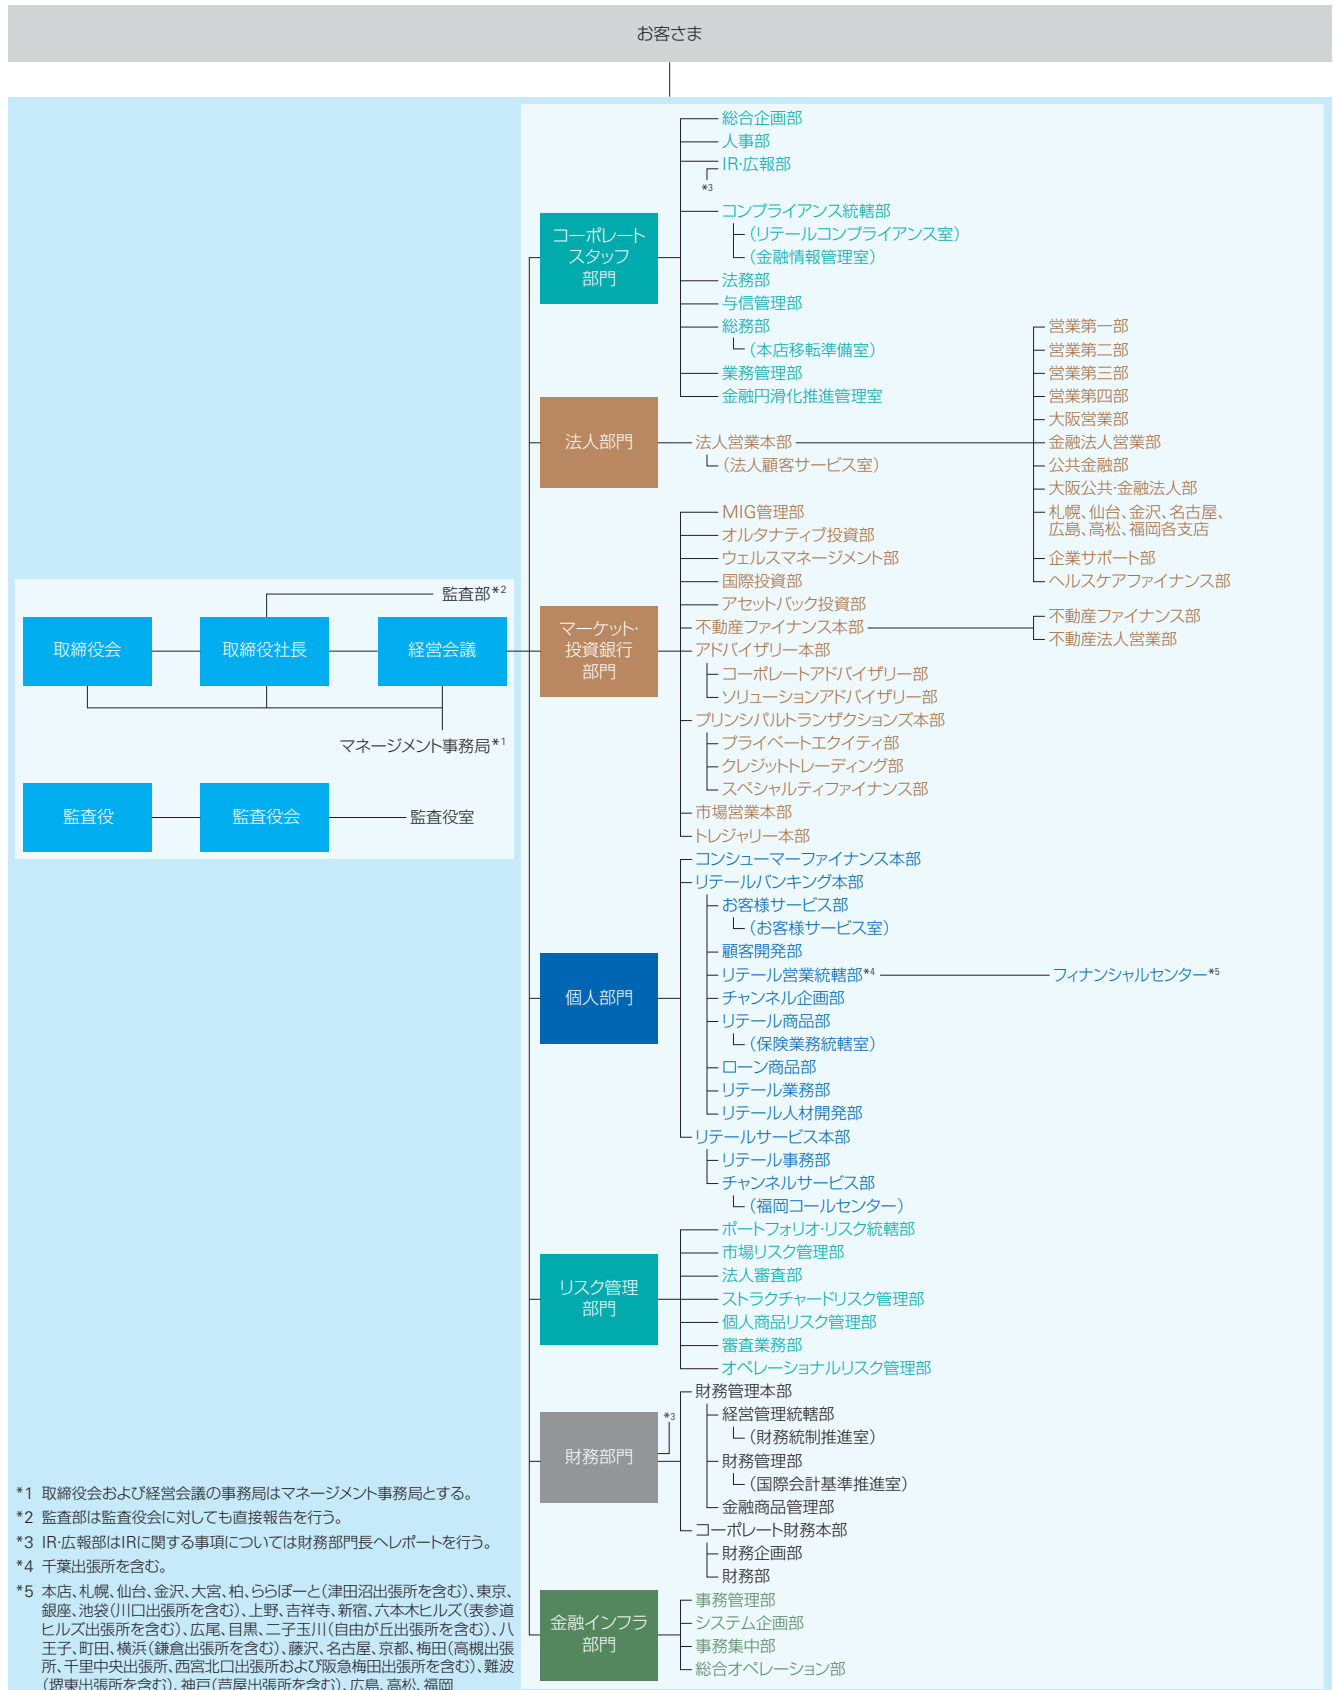 お客さま
総合企画部
人事部
IR・広報部
*3
コンプライアンス統轄部
（リテールコンプライアンス室）
（金融情報管理室）
コーポレート
スタッフ
部門
法務部
与信管理部
総務部
（本店移転準備室）
業務管理部
金融円滑化推進管理室
法人部門
法人営業本部
（法人顧客サービス室）
営業第一部
営業第二部
営業第三部
営業第四部
大阪営業部
金融法人営業部
公共金融部
大阪公共・金融法人部
札幌、仙台、金沢、名古屋、
広島、高松、福岡各支店
企業サポート部
ヘルスケアファイナンス部
監査部*2
取締役会
取締役社長
経営会議
マネージメント事務局*1
監査役
監査役会
監査役室
マーケット・
投資銀行
部門
MIG管理部
オルタナティブ投資部
ウェルスマネージメント部
国際投資部
アセットバック投資部
不動産ファイナンス本部
不動産ファイナンス部
不動産法人営業部
アドバイザリー本部
コーポレートアドバイザリー部
ソリューションアドバイザリー部
プリンシパルトランザクションズ本部
プライベートエクイティ部
クレジットトレーディング部
スペシャルティファイナンス部
市場営業本部
トレジャリー本部
個人部門
コンシューマーファイナンス本部
リテールバンキング本部
お客様サービス部
（お客様サービス室）
顧客開発部
リテール営業統轄部*4
フィナンシャルセンター*5
チャンネル企画部
リテール商品部
（保険業務統轄室）
ローン商品部
リテール業務部
リテール人材開発部
リテールサービス本部
リテール事務部
チャンネルサービス部
（福岡コールセンター）
リスク管理
部門
ポートフォリオ・リスク統轄部
市場リスク管理部
法人審査部
ストラクチャードリスク管理部
個人商品リスク管理部
審査業務部
オペレーショナルリスク管理部
財務部門
*3
財務管理本部
経営管理統轄部
（財務統制推進室）
財務管理部
（国際会計基準推進室）
金融商品管理部
コーポレート財務本部
財務企画部
財務部
金融インフラ
部門
事務管理部
システム企画部
事務集中部
総合オペレーション部
*1 取締役会および経営会議の事務局はマネージメント事務局とする。
*2 監査部は監査役会に対しても直接報告を行う。
*3 IR・広報部はIRに関する事項については財務部門長へレポートを行う。
*4 千葉出張所を含む。
*5 本店、札幌、仙台、金沢、大宮、柏、ららぽーと（津田沼出張所を含む）、東京、
銀座、池袋（川口出張所を含む）、上野、吉祥寺、新宿、六本木ヒルズ（表参道
ヒルズ出張所を含む）、広尾、目黒、二子玉川（自由が丘出張所を含む）、八
王子、町田、横浜（鎌倉出張所を含む）、藤沢、名古屋、京都、梅田（高槻出張
所、千里中央出張所、西宮北口出張所および阪急梅田出張所を含む）、難波
（堺東出張所を含む）、神戸（芦屋出張所を含む）、広島、高松、福岡